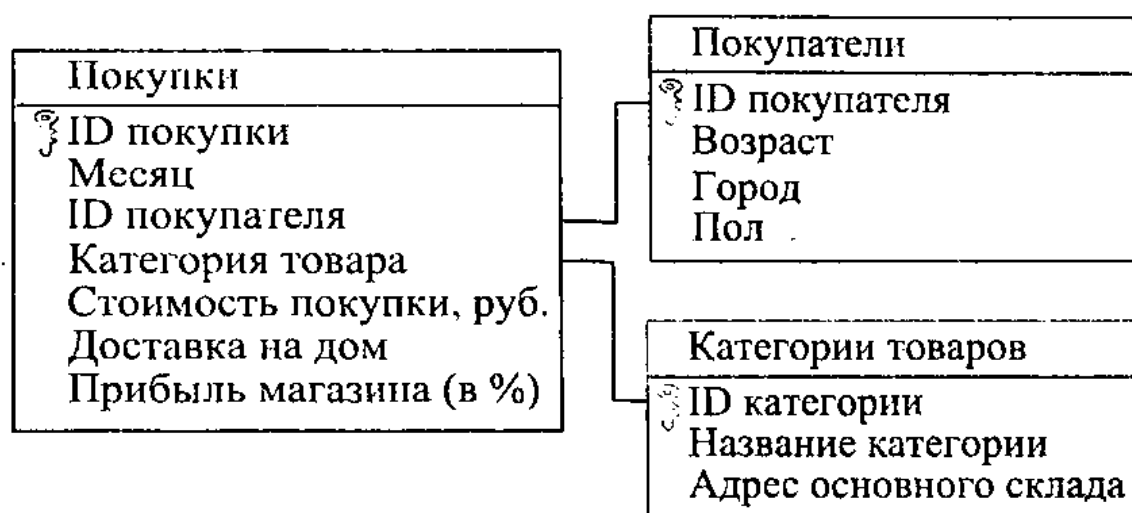 Покупки
ID покупки
Месяц
ID покупателя
Категория товара
Стоимость покупки, руб.
Доставка на дом
Прибыль магазина (в %)
Покупатели
ID покупателя
Возраст
Город
Пол
Категории товаров
ID категории
Название категории
Адрес основного склада